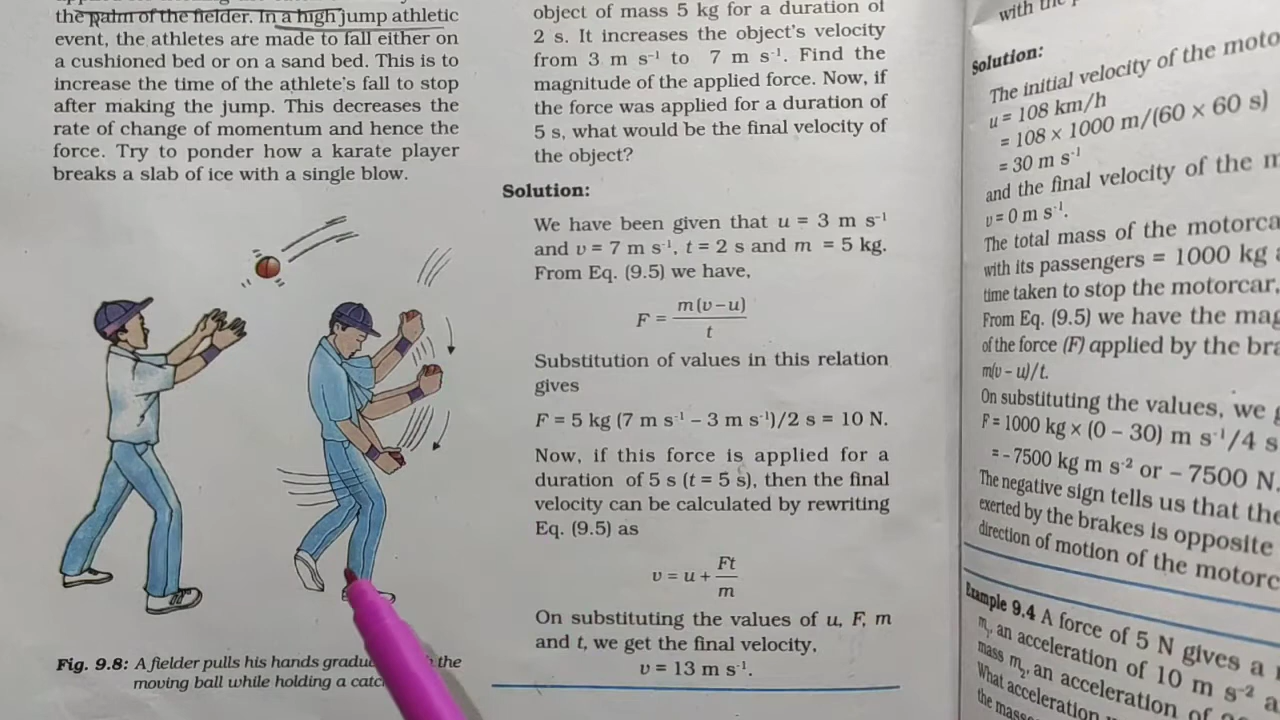 the palm of the fielder. In a high jump athletic
event, the athletes are made to fall either on
a cushioned bed or on a sand bed. This is to
increase the time of the athlete's fall to stop
after making the jump. This decreases the
rate of change of momentum and hence the
force. Try to ponder how a karate player
breaks a slab of ice with a single blow.
Fig. 9.8: A fielder pulls his hands the
moving ball while holding a
object of mass 5 kg for a duration of
2 s. It increases the object's velocity
from 3 m s⁻¹ to 7 m s⁻¹. Find the
magnitude of the applied force. Now, if
the force was applied for a duration of
5 s, what would be the final velocity of
the object?
Solution:
We have been given that u = 3 m s⁻¹
and v = 7 m s⁻¹, t = 2 s and m = 5 kg.
From Eq. (9.5) we have,
F = m(v – u)/t
Substitution of values in this relation
gives
F = 5 kg (7 m s⁻¹ – 3 m s⁻¹)/2 s = 10 N.
Now, if this force is applied for a
duration of 5 s (t = 5 s), then the final
velocity can be calculated by rewriting
Eq. (9.5) as
v = u + Ft/m
On substituting the values of u, F, m
and t, we get the final velocity,
v = 13 m s⁻¹.
with the
Solution:
The initial velocity of the
u = 108 km/h
= 108 × 1000 m/(60 × 60 s)
= 30 m s⁻¹
and the final velocity of the
v = 0 m s⁻¹.
The total mass of the
with its passengers = 1000 kg
time taken to stop the motorcar,
From Eq. (9.5) we have the
of the force (F) applied by the
m(v – u)/t.
On substituting the values, we
F = 1000 kg × (0 – 30) m s⁻¹/4 s
= – 7500 kg m s⁻² or – 7500 N.
The negative sign tells us that the
exerted by the brakes is opposite
direction of motion of the
Example 9.4 A force of 5 N gives a
m₁, an acceleration of 10 m s⁻²
mass m₂, an acceleration of
What acceleration
the